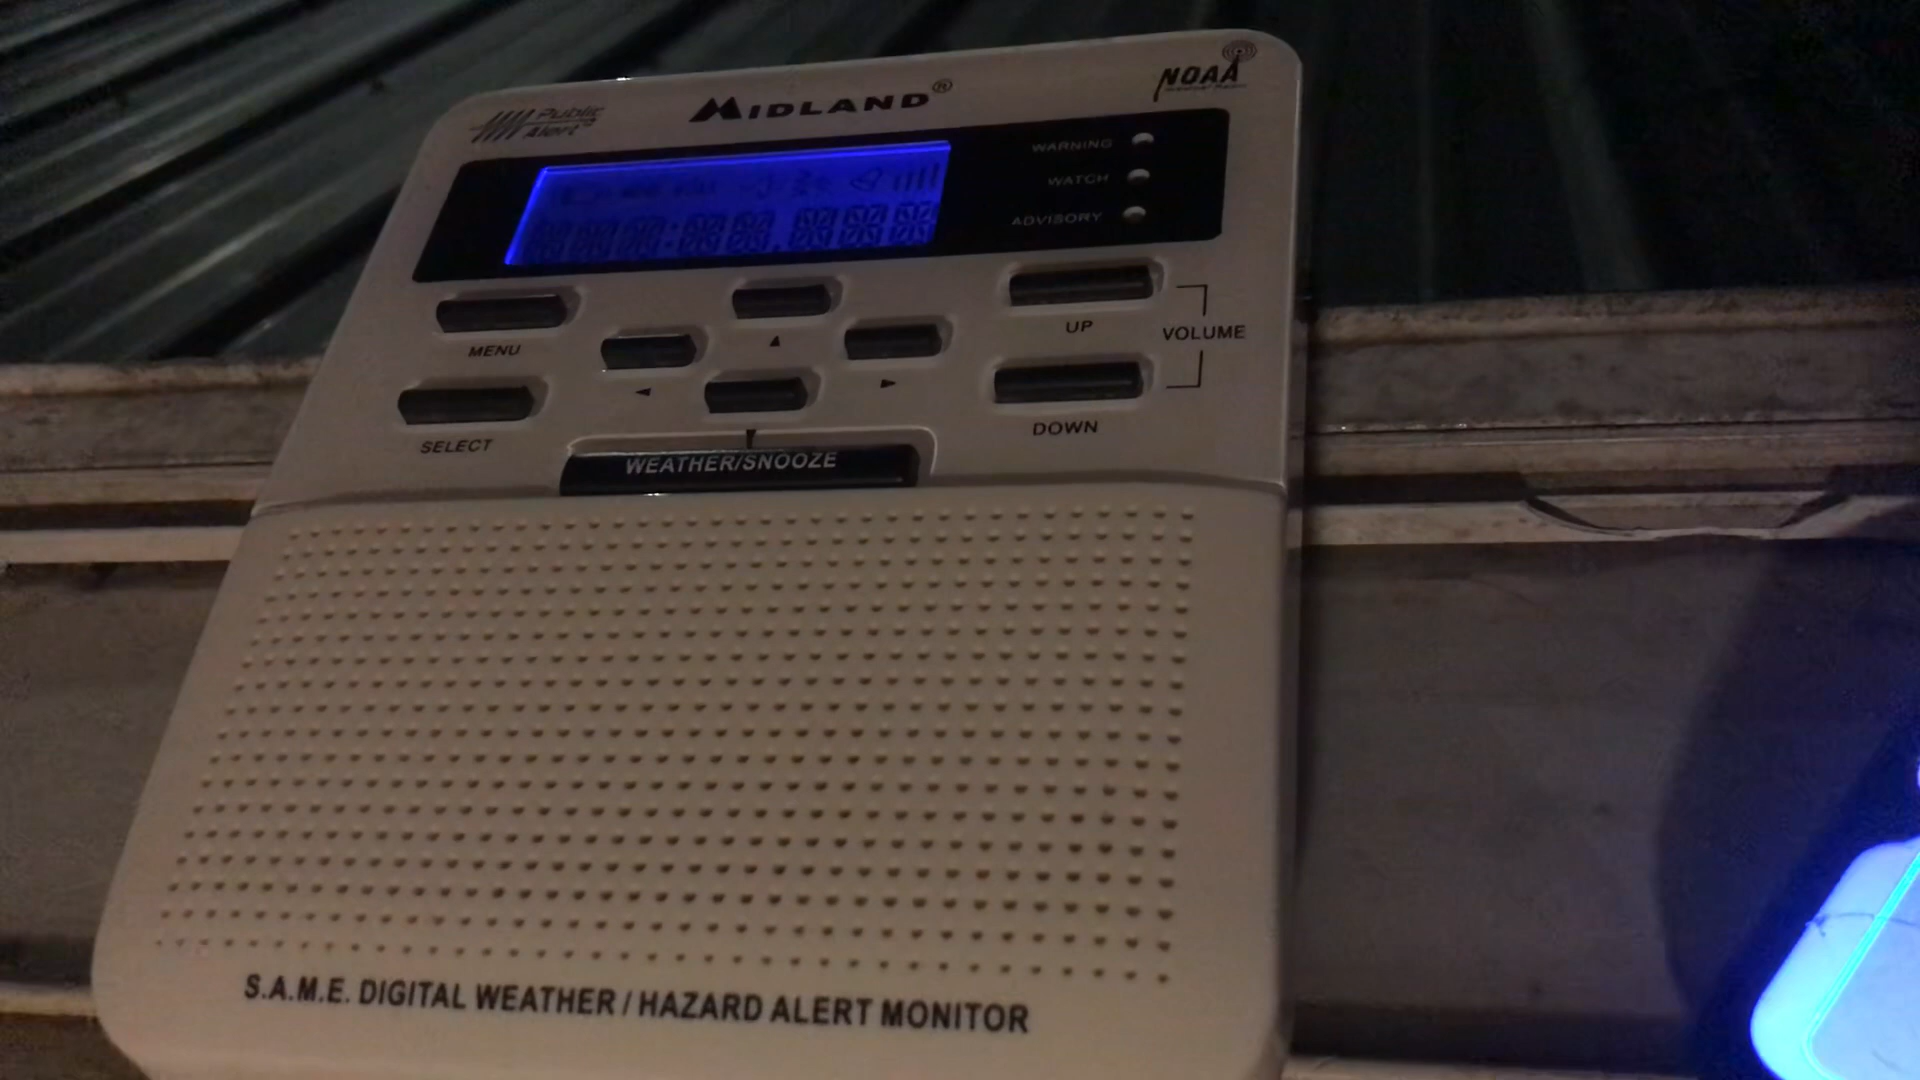 Public
Alert
MIDLAND®
NOAA
WARNING
WATCH
ADVISORY
MENU
SELECT
UP
VOLUME
DOWN
WEATHER/SNOOZE
S.A.M.E. DIGITAL WEATHER / HAZARD ALERT MONITOR